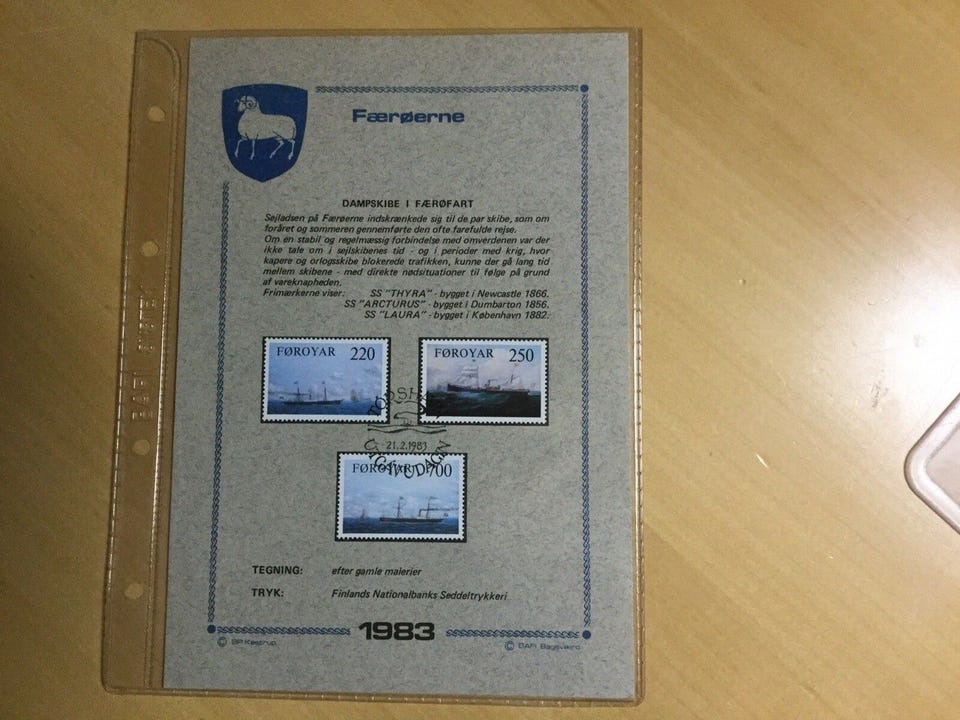 Færøerne
DAMPSKIBE I FÆRØFART
Sejladsen på Færøerne indskrænkede sig til de par skibe, som om
foråret og sommeren gennemførte den ofte farefulde rejse.
Om en stabil og regelmæssig forbindelse med omverdenen var der
ikke tale om i sejlskibenes tid - og i perioder med krig, hvor
kapere og orlogsskibe blokerede trafikken, kunne der gå lang tid
mellem skibene - med direkte nødsituationer til følge på grund
af vareknapheden.
Frimærkerne viser: SS "THYRA" - bygget i Newcastle 1866.
SS "ARCTURUS" - bygget i Dumbarton 1856.
SS "LAURA" - bygget i København 1882.
FØROYAR 220
FØROYAR 250
TÓRSHAVN
21.2.1983
ÚTGÁVUDAGIN
FØROYAR 700
TEGNING: efter gamle malerier
TRYK: Finlands Nationalbanks Seddeltrykkeri
1983
© BP Kastrup
© BAFI Bagsværd
BAFI